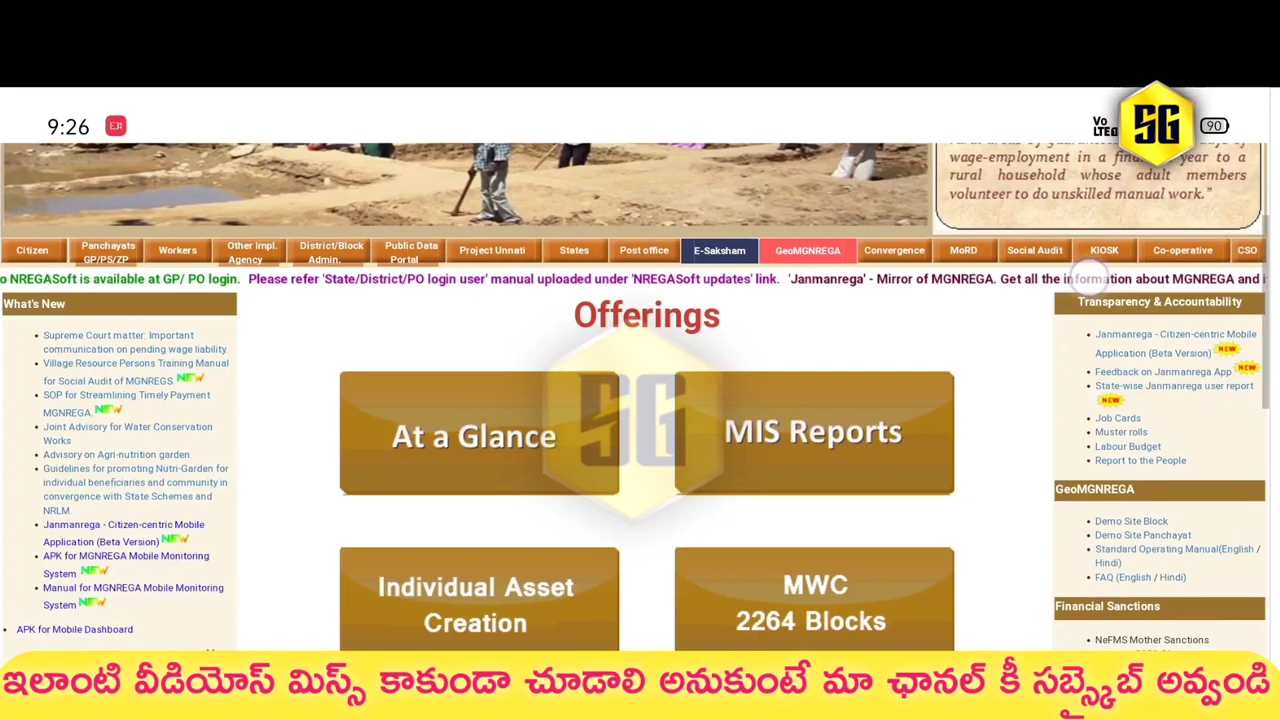 9:26
Vo
LTE
SG
90
wage-employment in a
year to a
rural household whose adult members
volunteer to do unskilled manual work.”
Citizen
Panchayats
GP/PS/ZP
Workers
Other Impl.
Agency
District/Block
Admin.
Public Data
Portal
Project Unnati
States
Post office
E-Saksham
GeoMGNREGA
Convergence
MoRD
Social Audit
KIOSK
Co-operative
CSO
o NREGASoft is available at GP/ PO login. Please refer 'State/District/PO login user' manual uploaded under 'NREGASoft updates' link. 'Janmanrega' - Mirror of MGNREGA. Get all the information about MGNREGA and i
What's New
Supreme Court matter: Important
communication on pending wage liability.
Village Resource Persons Training Manual
for Social Audit of MGNREGS NEW
SOP for Streamlining Timely Payment
MGNREGA. NEW
Joint Advisory for Water Conservation
Works
Advisory on Agri-nutrition garden.
Guidelines for promoting Nutri-Garden for
individual beneficiaries and community in
convergence with State Schemes and
NRLM.
Janmanrega - Citizen-centric Mobile
Application (Beta Version) NEW
APK for MGNREGA Mobile Monitoring
System NEW
Manual for MGNREGA Mobile Monitoring
System NEW
APK for Mobile Dashboard
Offerings
At a Glance
MIS Reports
SG
Individual Asset
Creation
MWC
2264 Blocks
Transparency & Accountability
Janmanrega - Citizen-centric Mobile
Application (Beta Version) NEW
Feedback on Janmanrega App NEW
State-wise Janmanrega user report
NEW
Job Cards
Muster rolls
Labour Budget
Report to the People
GeoMGNREGA
Demo Site Block
Demo Site Panchayat
Standard Operating Manual(English /
Hindi)
FAQ (English / Hindi)
Financial Sanctions
NeFMS Mother Sanctions
ఇలాంటి వీడియోస్ మిస్స్ కాకుండా చూడాలి అనుకుంటే మా ఛానల్ కీ సబ్స్క్రైబ్ అవ్వండి